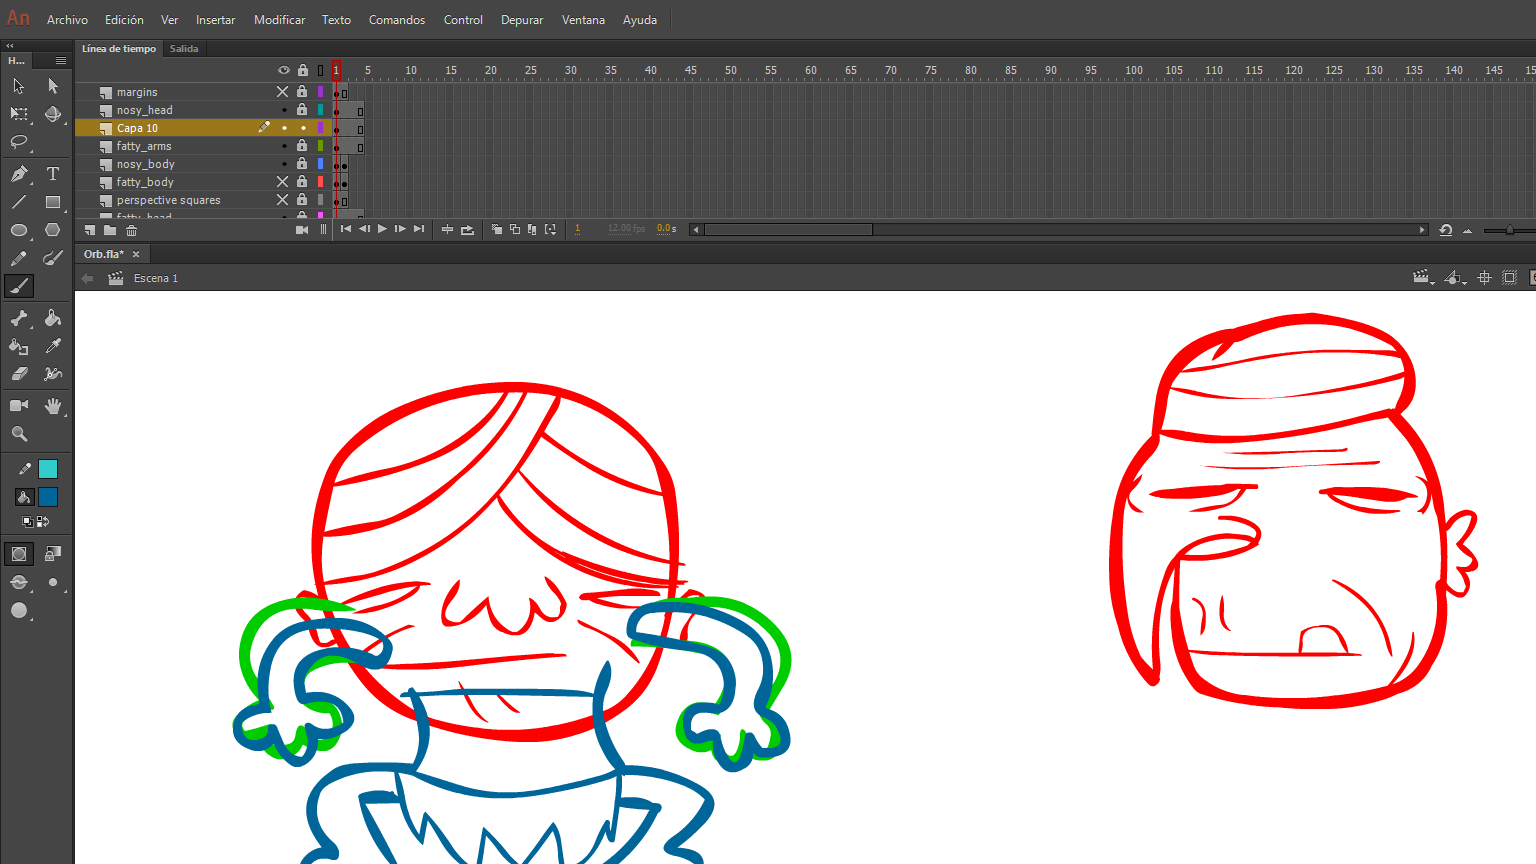 An Archivo Edición Ver Insertar Modificar Texto Comandos Control Depurar Ventana Ayuda
H... Línea de tiempo Salida
1 5 10 15 20 25 30 35 40 45 50 55 60 65 70 75 80 85 90 95 100 105 110 115 120 125 130 135 140 145
margins
nosy_head
Capa 10
fatty_arms
nosy_body
fatty_body
perspective squares
fatty_head
1 12.00 fps 0.0 s
Orb.fla*
Escena 1
T